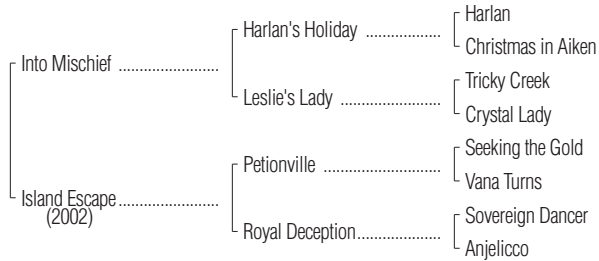 Harlan
Harlan's Holiday ..................
Christmas in Aiken
Into Mischief ........................
Tricky Creek
Leslie's Lady ........................
Crystal Lady
Seeking the Gold
Petionville ............................
Vana Turns
Island Escape ........................
(2002)
Sovereign Dancer
Royal Deception....................
Anjelicco